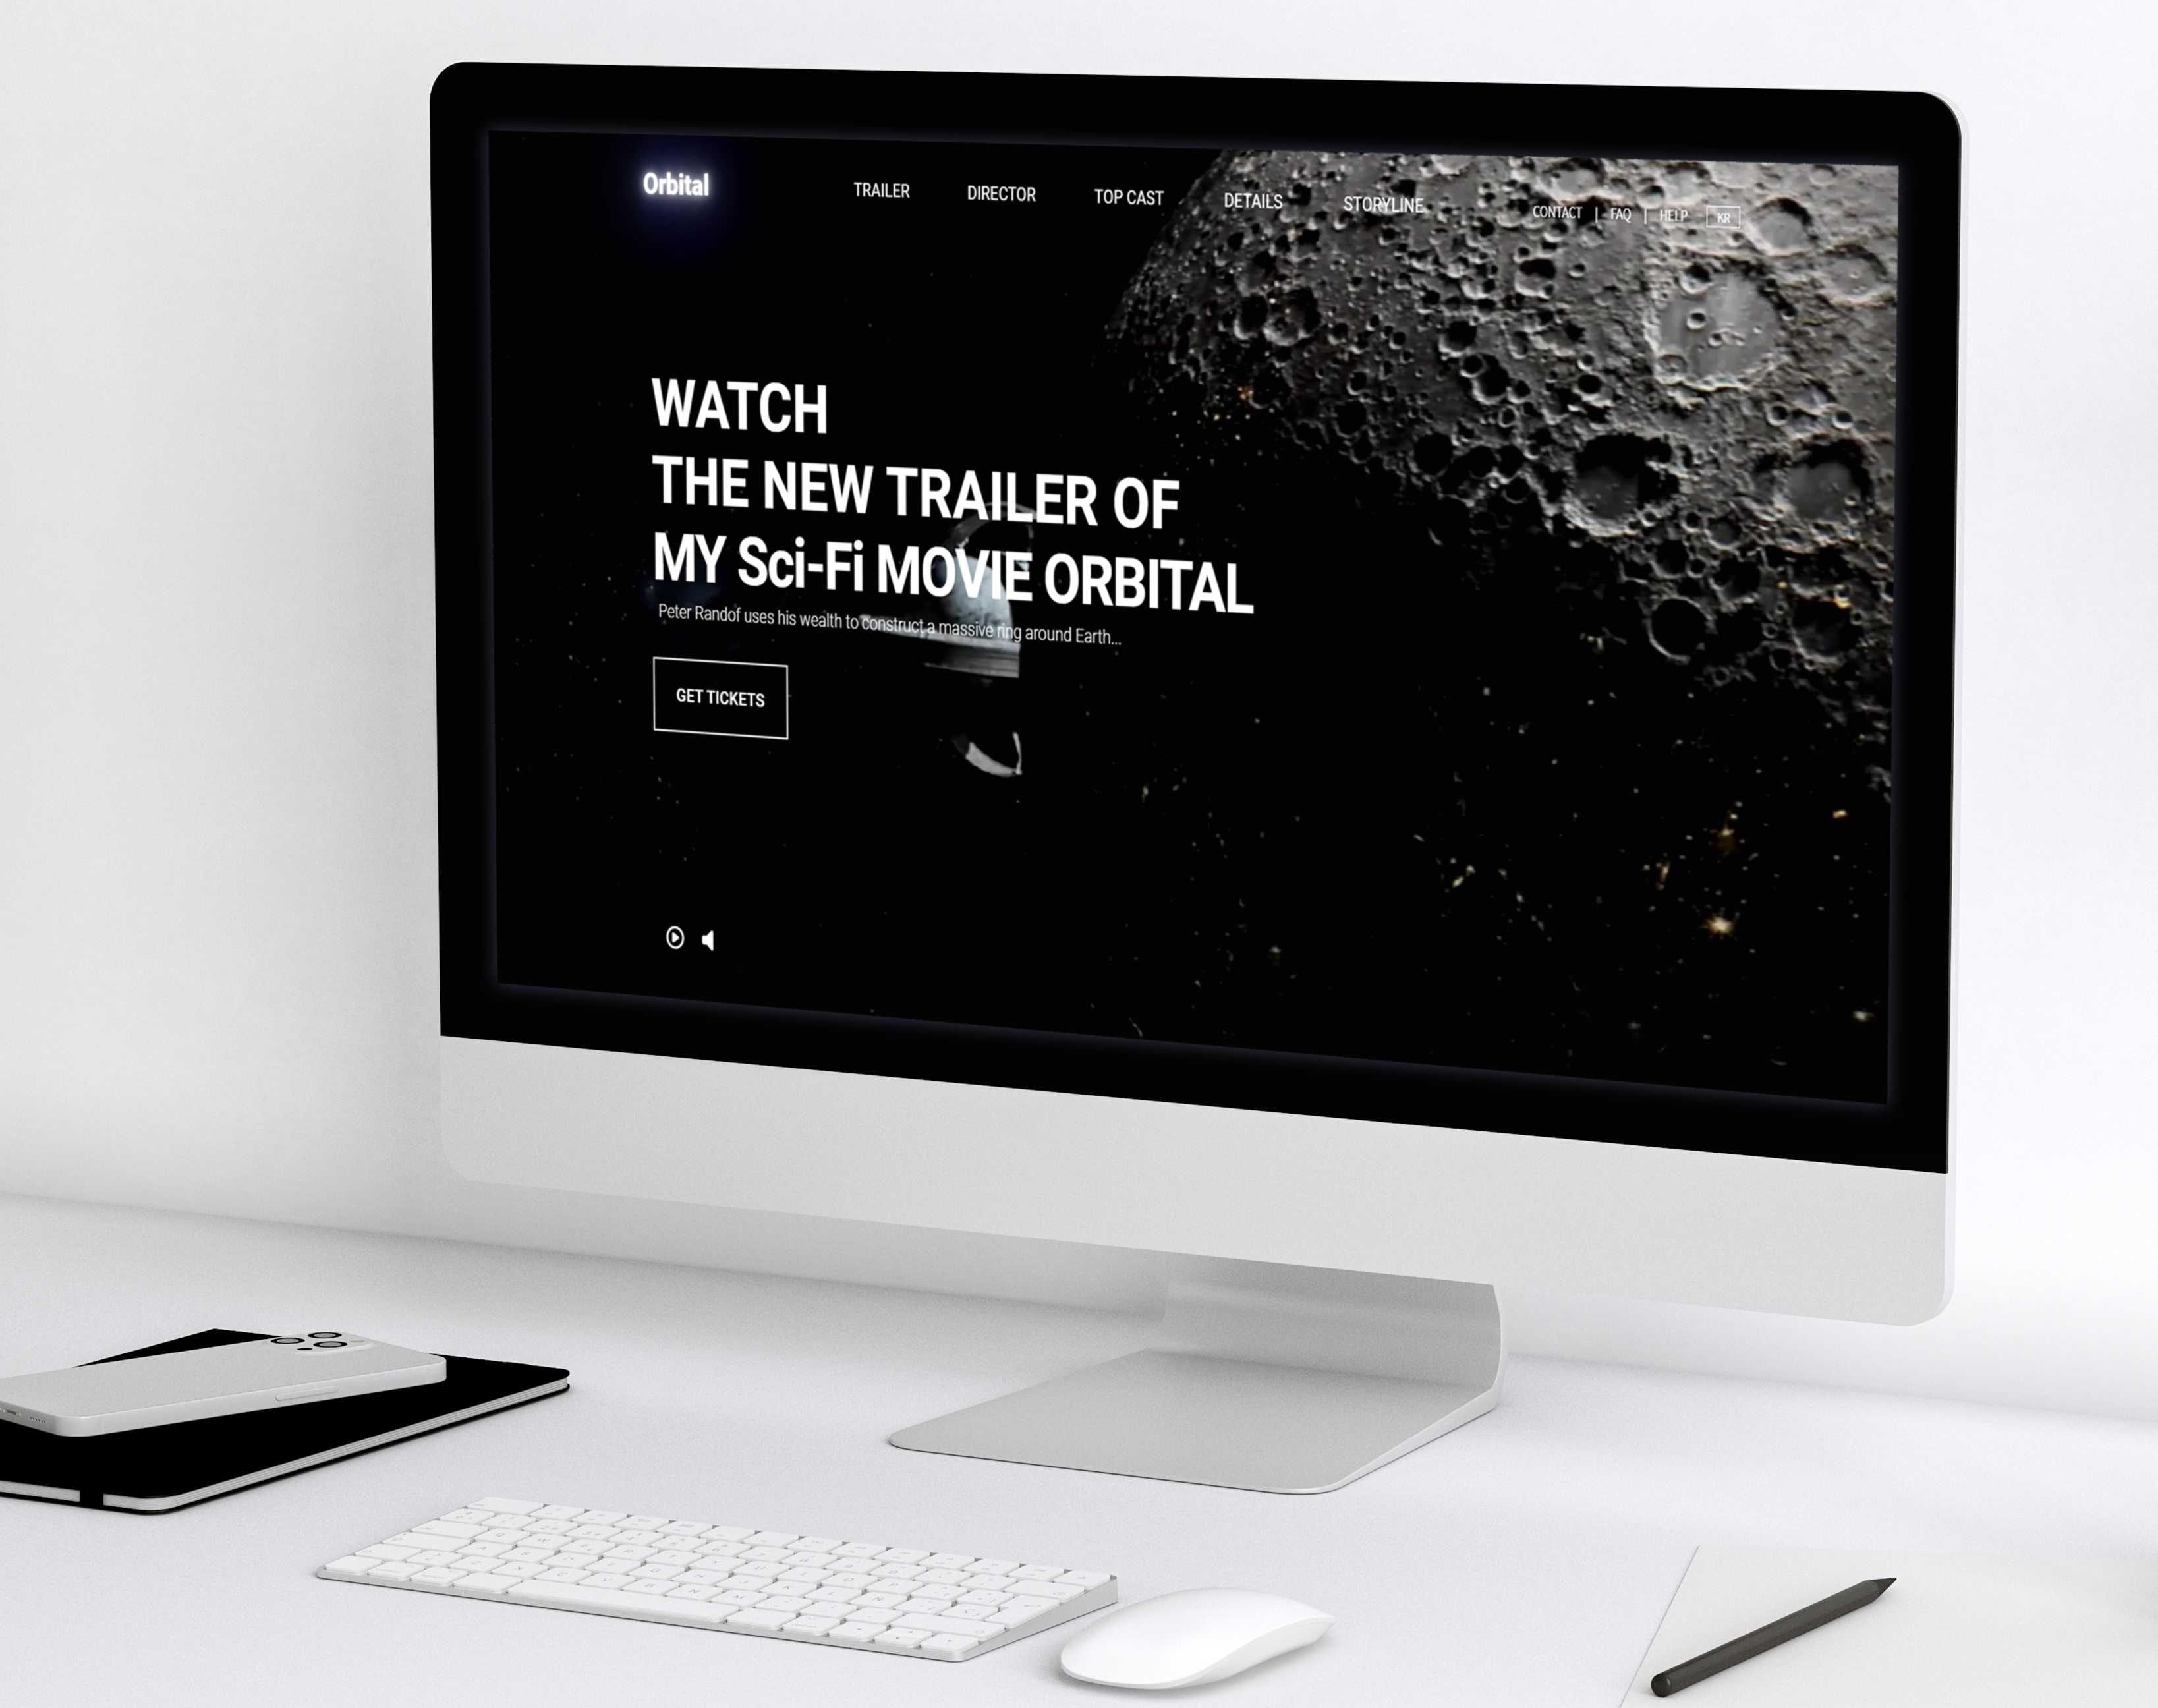 Orbital
TRAILER DIRECTOR TOP CAST DETAILS STORYLINE
CONTACT | FAQ | HELP KR
WATCH
THE NEW TRAILER OF
MY Sci-Fi MOVIE ORBITAL
Peter Randof uses his wealth to construct a massive ring around Earth...
GET TICKETS